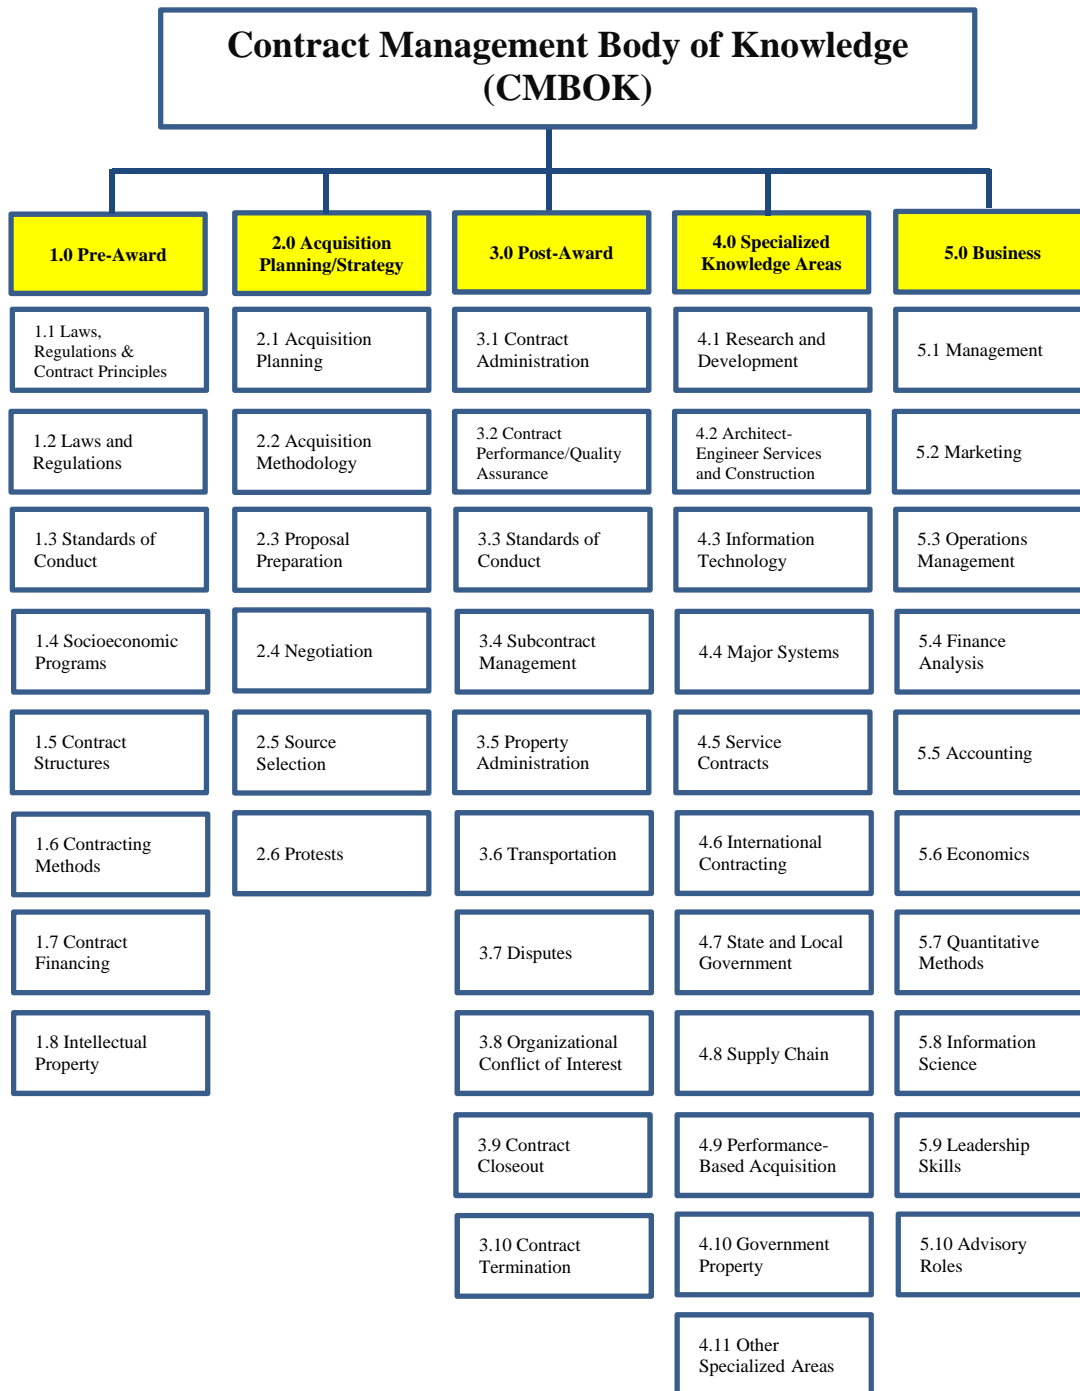 Contract Management Body of Knowledge
(CMBOK)
1.0 Pre-Award
2.0 Acquisition
Planning/Strategy
3.0 Post-Award
4.0 Specialized
Knowledge Areas
5.0 Business
1.1 Laws,
Regulations &
Contract Principles
2.1 Acquisition
Planning
3.1 Contract
Administration
4.1 Research and
Development
5.1 Management
1.2 Laws and
Regulations
2.2 Acquisition
Methodology
3.2 Contract
Performance/Quality
Assurance
4.2 Architect-
Engineer Services
and Construction
5.2 Marketing
1.3 Standards of
Conduct
2.3 Proposal
Preparation
3.3 Standards of
Conduct
4.3 Information
Technology
5.3 Operations
Management
1.4 Socioeconomic
Programs
2.4 Negotiation
3.4 Subcontract
Management
4.4 Major Systems
5.4 Finance
Analysis
1.5 Contract
Structures
2.5 Source
Selection
3.5 Property
Administration
4.5 Service
Contracts
5.5 Accounting
1.6 Contracting
Methods
2.6 Protests
3.6 Transportation
4.6 International
Contracting
5.6 Economics
1.7 Contract
Financing
3.7 Disputes
4.7 State and Local
Government
5.7 Quantitative
Methods
1.8 Intellectual
Property
3.8 Organizational
Conflict of Interest
4.8 Supply Chain
5.8 Information
Science
3.9 Contract
Closeout
4.9 Performance-
Based Acquisition
5.9 Leadership
Skills
3.10 Contract
Termination
4.10 Government
Property
5.10 Advisory
Roles
4.11 Other
Specialized Areas